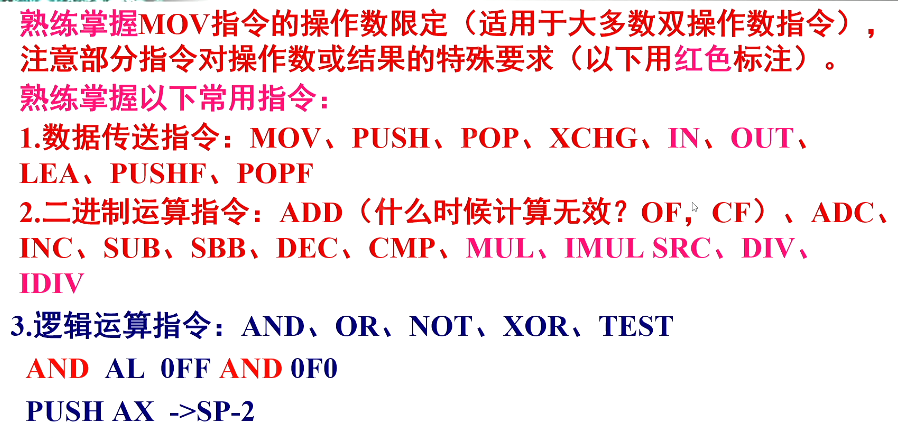 熟练掌握MOV指令的操作数限定（适用于大多数双操作数指令），
注意部分指令对操作数或结果的特殊要求（以下用红色标注）。
熟练掌握以下常用指令：
1.数据传送指令：MOV、PUSH、POP、XCHG、IN、OUT、
LEA、PUSHF、POPF
2.二进制运算指令：ADD（什么时候计算无效？OF，CF）、ADC、
INC、SUB、SBB、DEC、CMP、MUL、IMUL SRC、DIV、
IDIV
3.逻辑运算指令：AND、OR、NOT、XOR、TEST
AND AL 0FF AND 0F0
PUSH AX ->SP-2